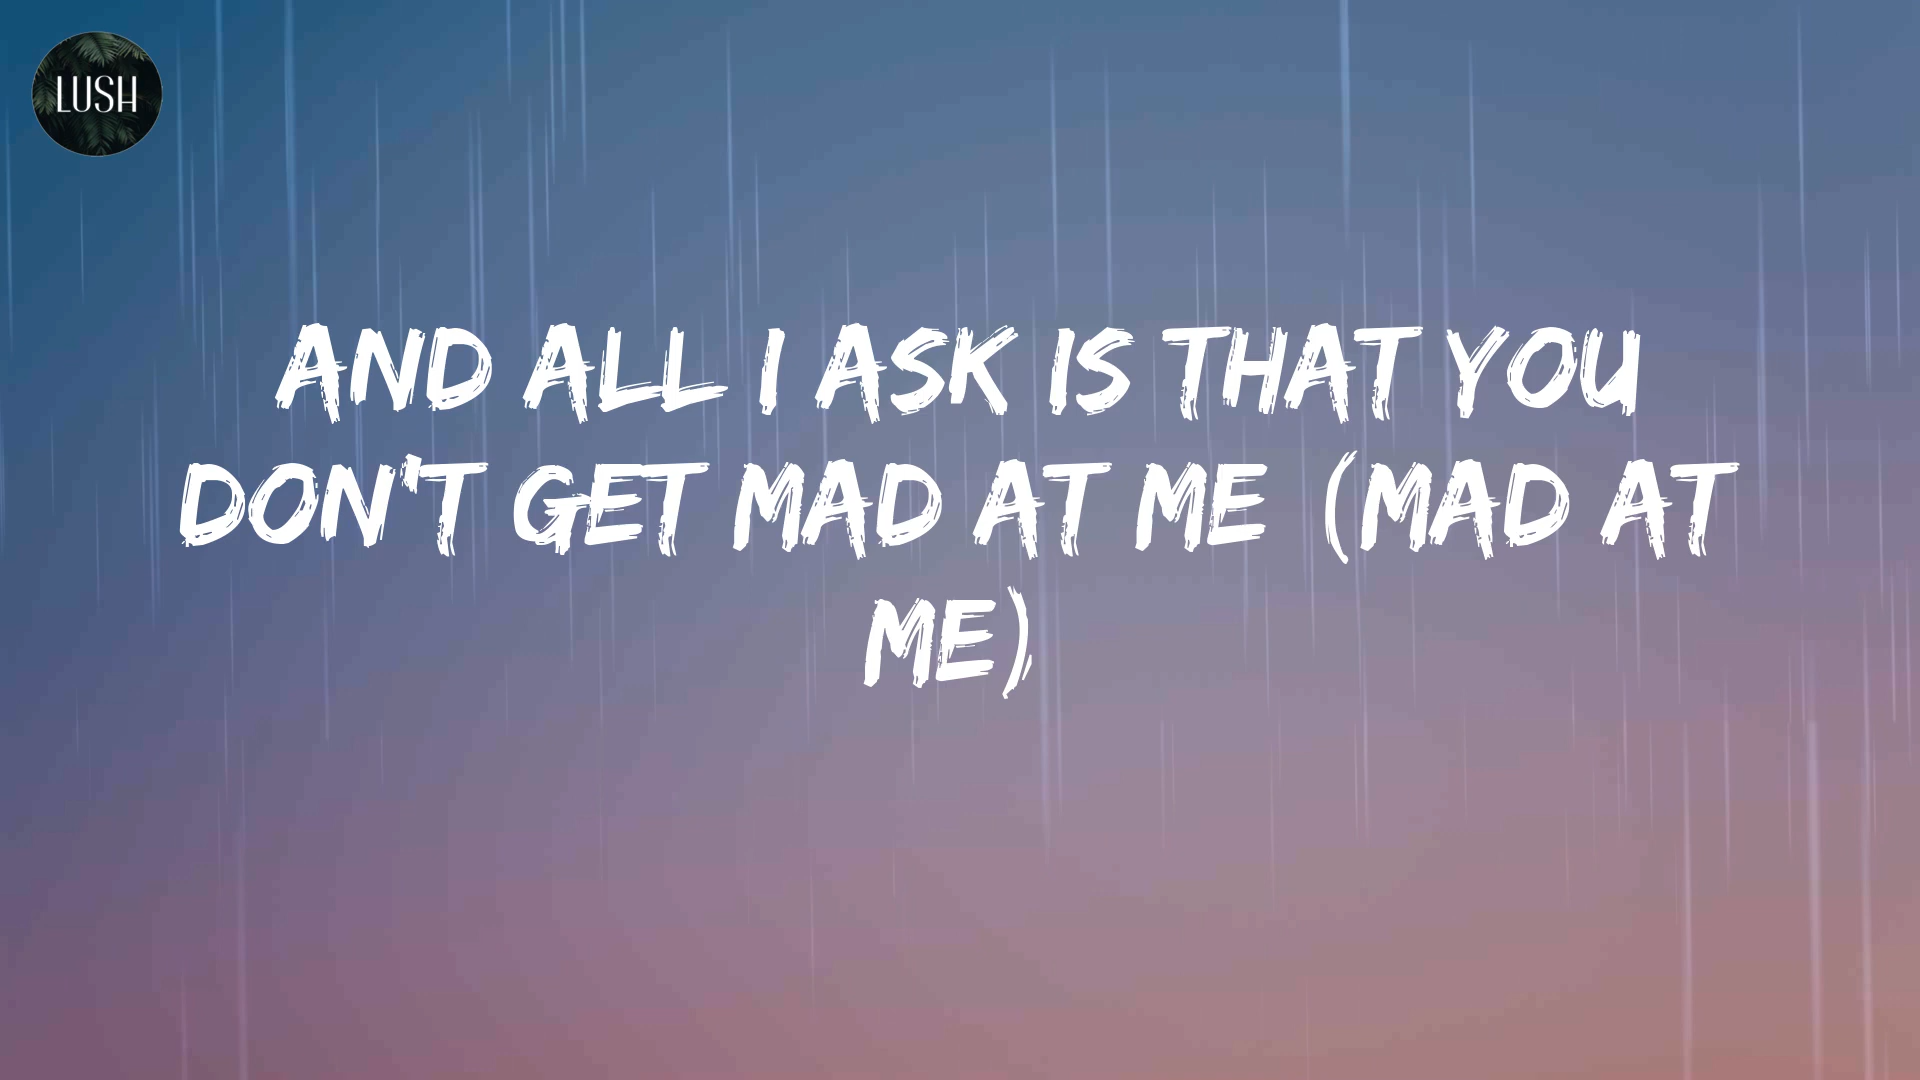 LUSH
AND ALL I ASK IS THAT YOU
DON'T GET MAD AT ME (MAD AT
ME)